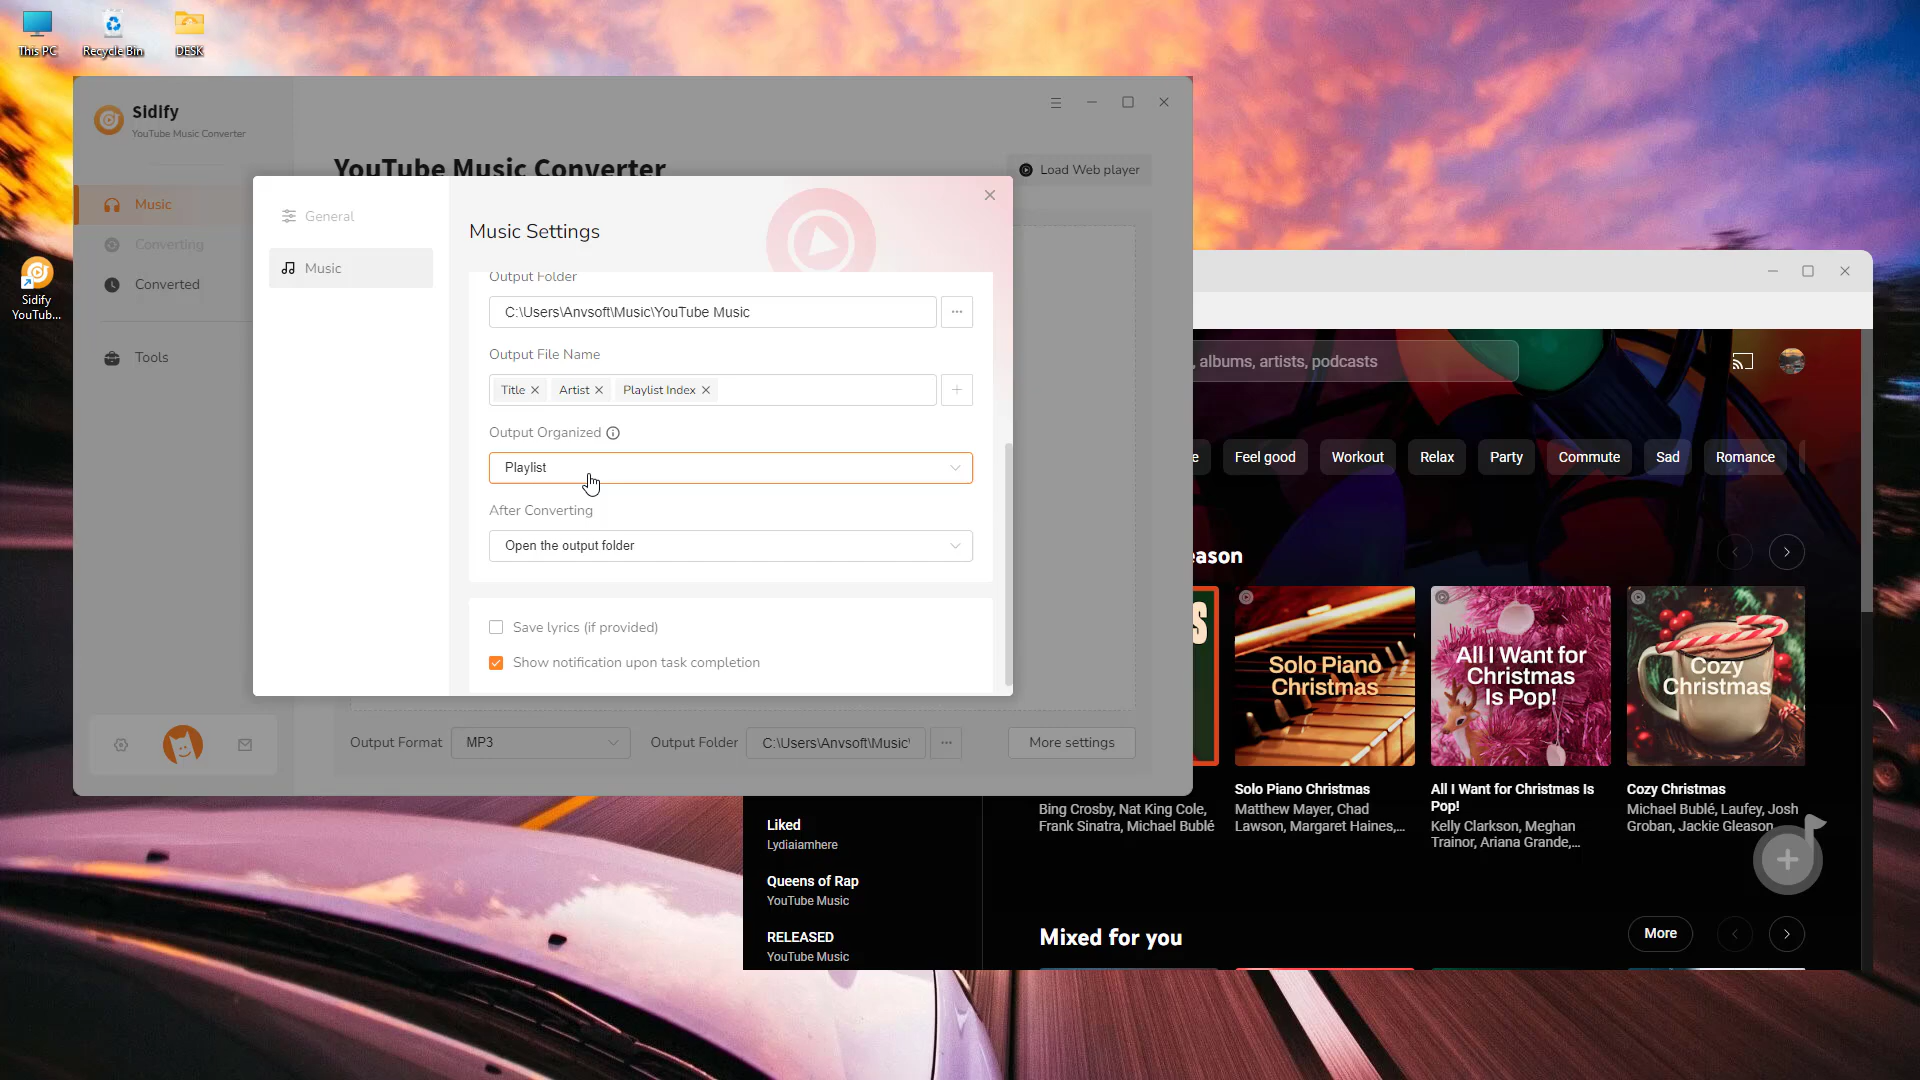 This PC
Recycle Bin
DESK
Sidify
YouTub...
Sidify
YouTube Music Converter
Music
Converting
Converted
Tools
YouTube Music Converter
Load Web player
General
Music
Music Settings
Output Folder
C:\Users\Anvsoft\Music\YouTube Music
...
Output File Name
Title
Artist
Playlist Index
Output Organized
Playlist
After Converting
Open the output folder
Save lyrics (if provided)
Show notification upon task completion
Output Format
MP3
Output Folder
C:\Users\Anvsoft\Music\
...
More settings
, albums, artists, podcasts
e
Feel good
Workout
Relax
Party
Commute
Sad
Romance
eason
S
Solo Piano
Christmas
All I Want for
Christmas
Is Pop!
Cozy
Christmas
Bing Crosby, Nat King Cole,
Frank Sinatra, Michael Bublé
Solo Piano Christmas
Matthew Mayer, Chad
Lawson, Margaret Haines,...
All I Want for Christmas Is
Pop!
Kelly Clarkson, Meghan
Trainor, Ariana Grande,...
Cozy Christmas
Michael Bublé, Laufey, Josh
Groban, Jackie Gleason,
Liked
Lydiaiamhere
Queens of Rap
YouTube Music
RELEASED
YouTube Music
Mixed for you
More